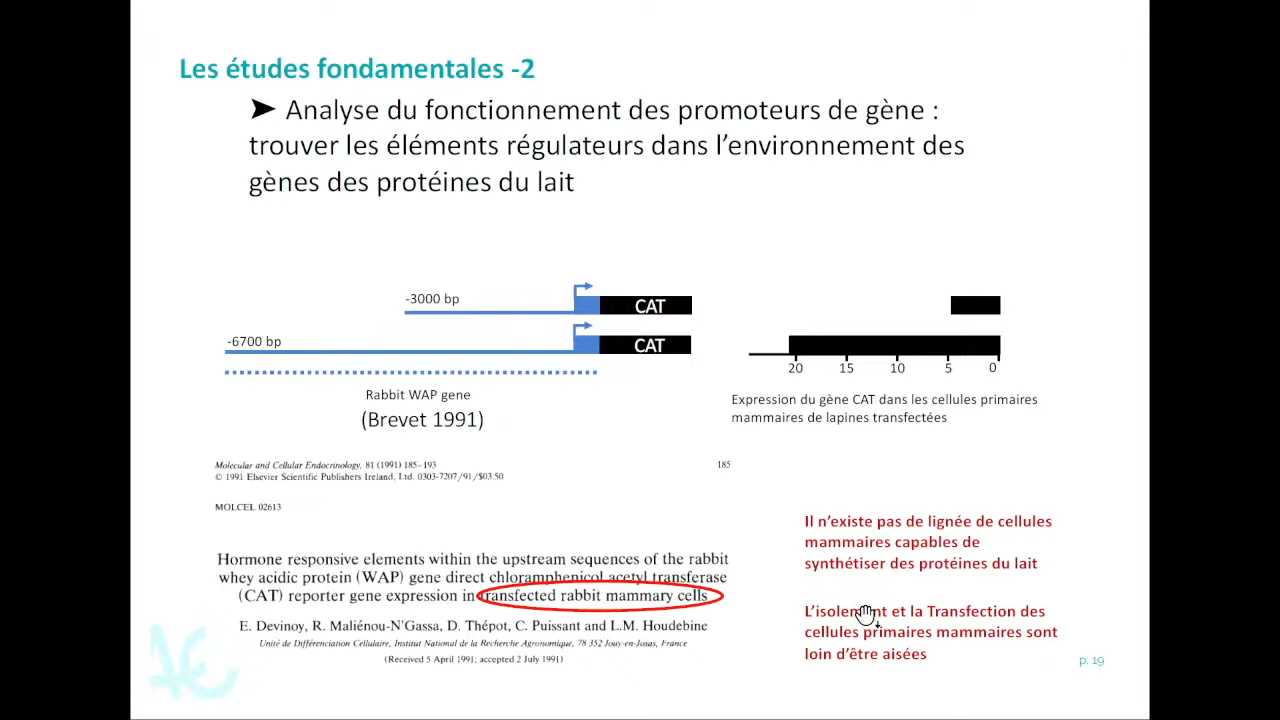 Les études fondamentales -2
➤ Analyse du fonctionnement des promoteurs de gène :
trouver les éléments régulateurs dans l’environnement des
gènes des protéines du lait
-3000 bp
CAT
-6700 bp
CAT
20 15 10 5 0
Rabbit WAP gene
(Brevet 1991)
Expression du gène CAT dans les cellules primaires
mammaires de lapines transfectées
Molecular and Cellular Endocrinology, 81 (1991) 185-193
185
© 1991 Elsevier Scientific Publishers Ireland, Ltd. 0303-7207/91/$03.50
MOLCEL 02613
Hormone responsive elements within the upstream sequences of the rabbit
whey acidic protein (WAP) gene direct chloramphenicol acetyl transferase
(CAT) reporter gene expression in transfected rabbit mammary cells
E. Devinoy, R. Maliénou-N'Gassa, D. Thépot, C. Puissant and L.M. Houdebine
Unité de Différenciation Cellulaire, Institut National de la Recherche Agronomique, 78 352 Jouy-en-Josas, France
(Received 5 April 1991; accepted 2 July 1991)
Il n’existe pas de lignée de cellules
mammaires capables de
synthétiser des protéines du lait
L’isolement et la Transfection des
cellules primaires mammaires sont
loin d’être aisées
p. 19